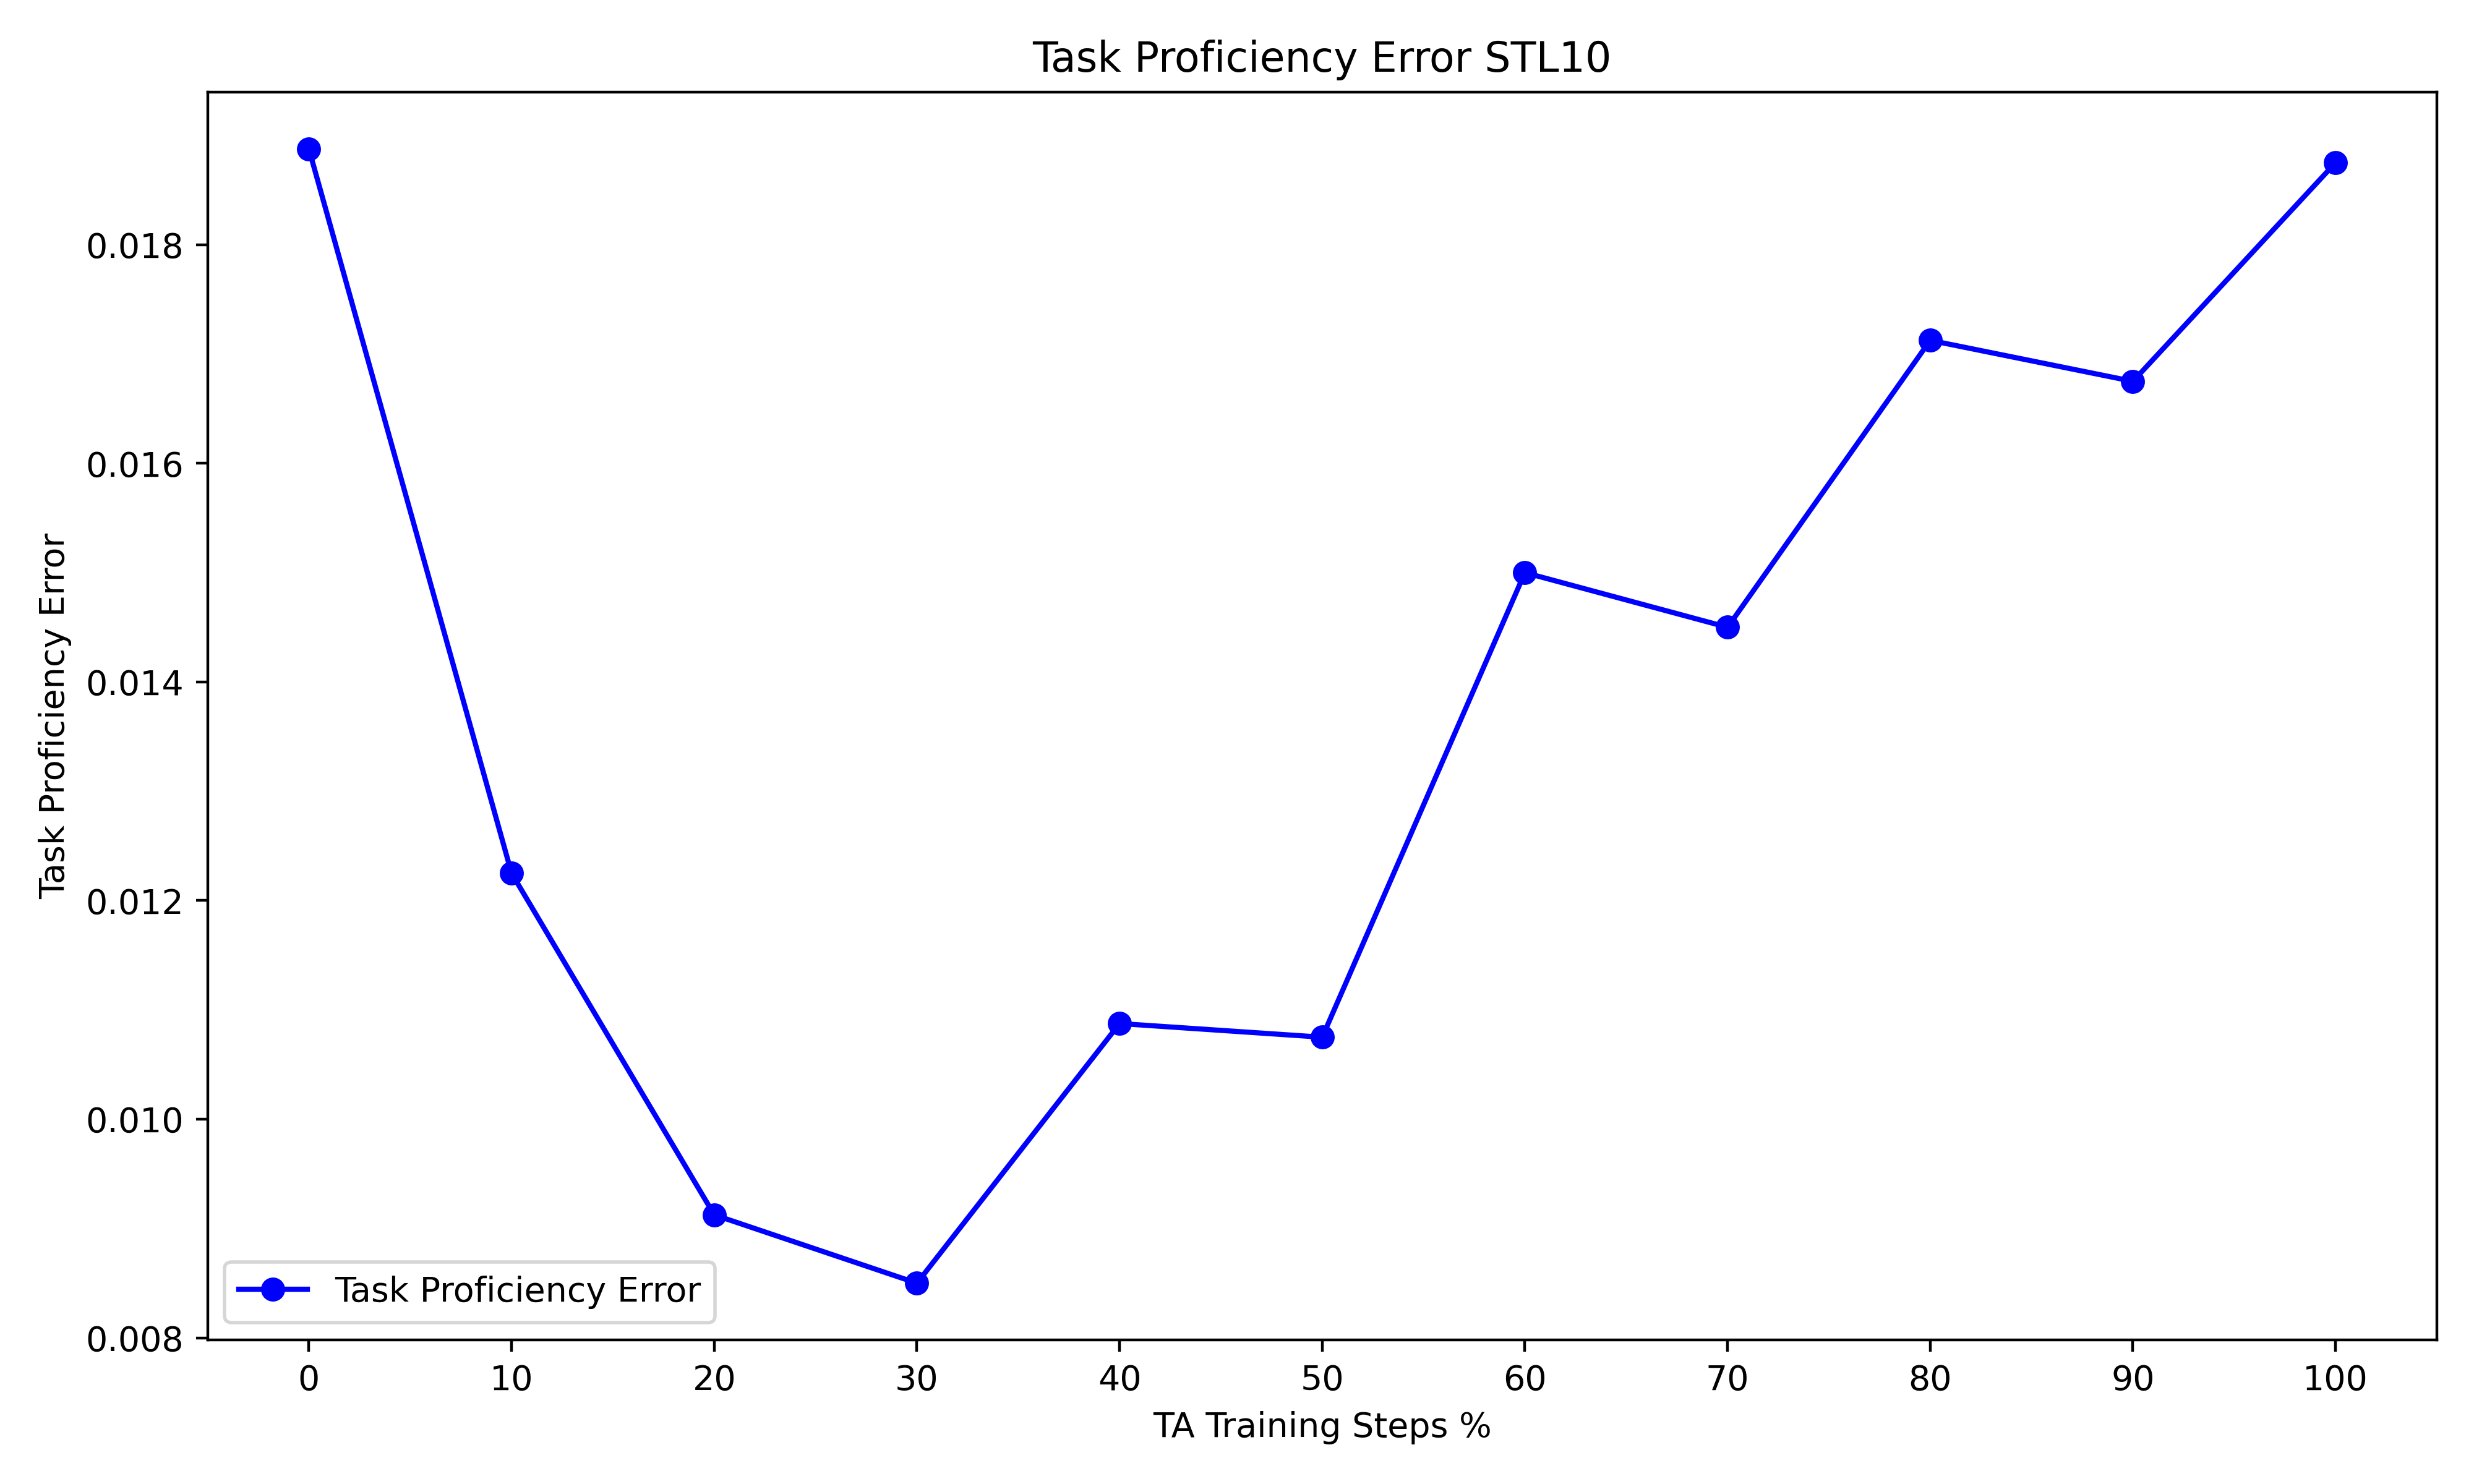 Task Proficiency Error STL10
Task Proficiency Error
0.018
0.016
0.014
0.012
0.010
0.008
Task Proficiency Error
0 10 20 30 40 50 60 70 80 90 100
TA Training Steps %